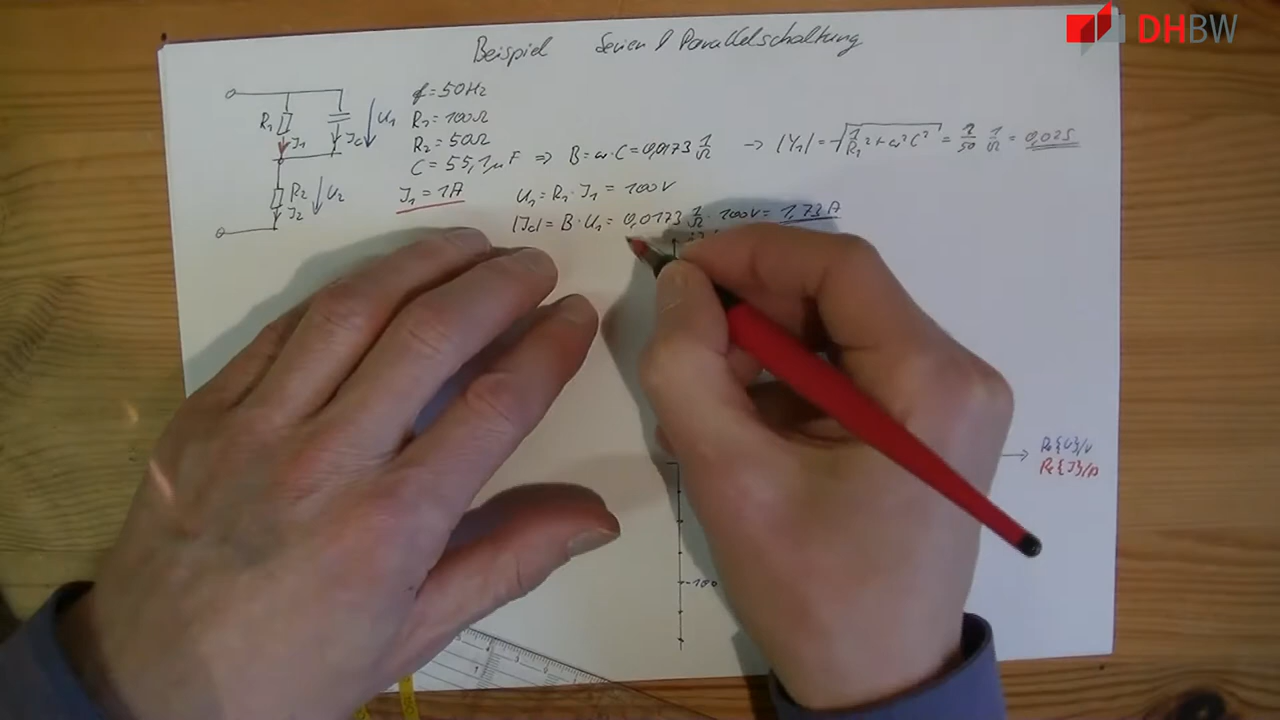 DHBW
Beispiel Serien & Parallelschaltung
f=50Hz
R₁=100Ω
R₂=50Ω
C=55,1µF ⇒ B=ω·C=0,0173 1/Ω → |Y₁|=√(1/R₁²+ω²C²) = 1/50 1/Ω = 0,02S
J₁=1A U₁=R₁·J₁=100V
|Jc|=B·U₁=0,0173 1/Ω·100V=1,73A
R₁ J₁ Jc U₁
R₂ J₂ U₂
Re{U}/V
Re{J}/A
-100